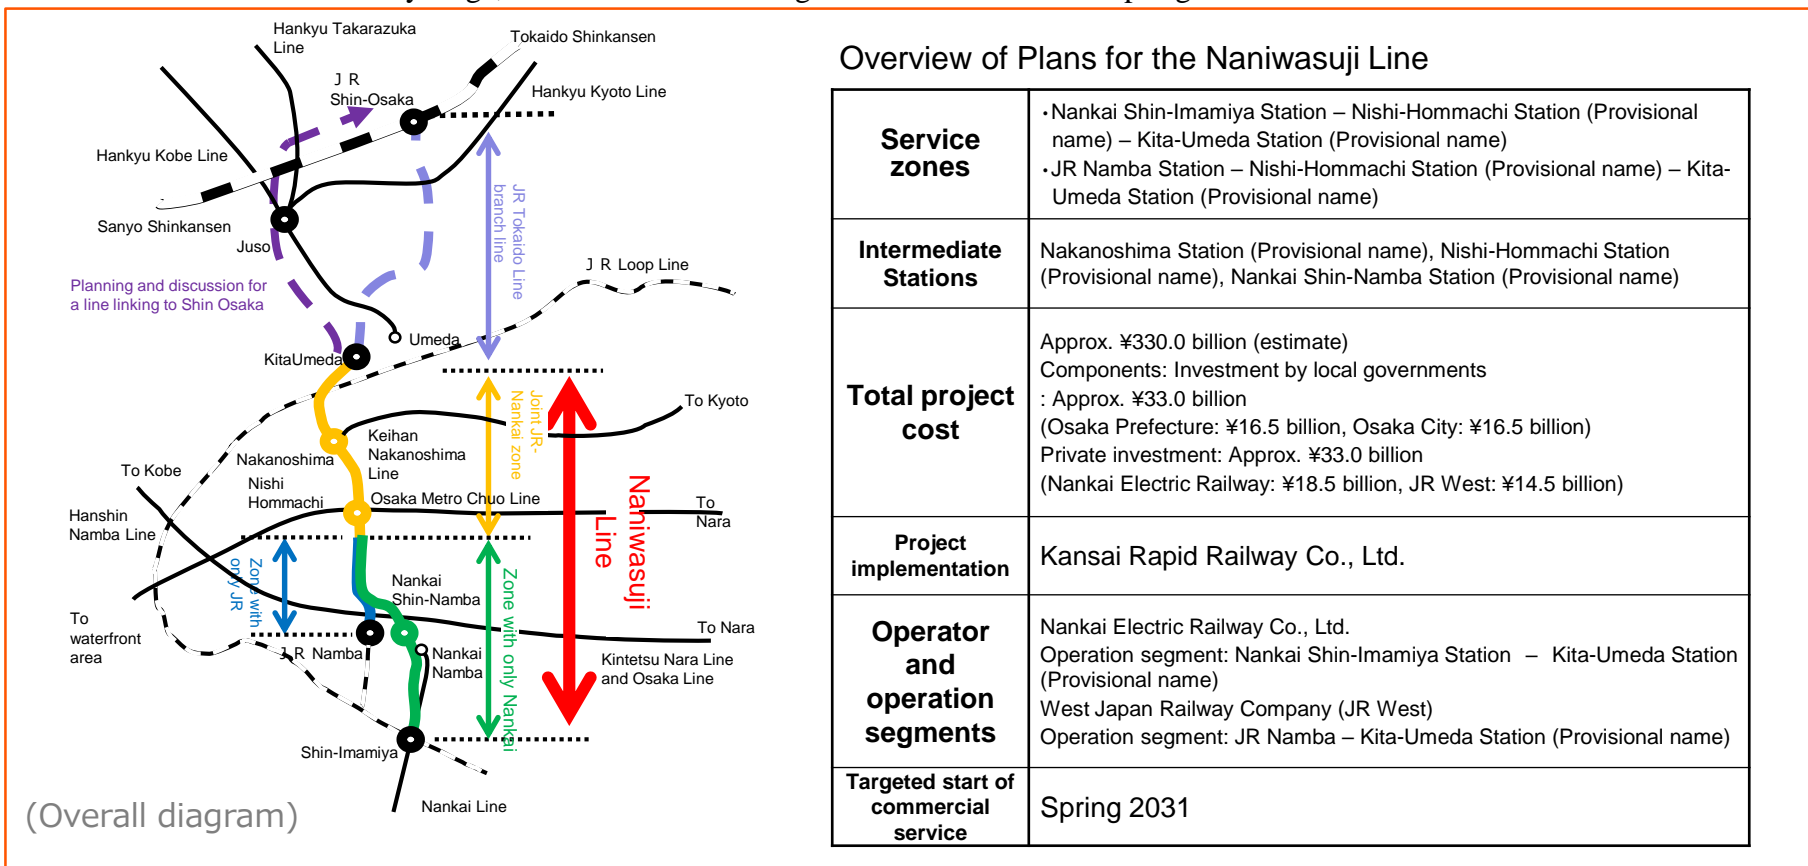 Hankyu Takarazuka
Line
Tokaido Shinkansen
J R
Shin-Osaka
Hankyu Kyoto Line
Hankyu Kobe Line
Sanyo Shinkansen
Juso
JR Tokaido Line
branch line
J R Loop Line
Planning and discussion for
a line linking to Shin Osaka
Umeda
KitaUmeda
Joint JR-
Nankai zone
To Kyoto
Keihan
Nakanoshima
Line
Nakanoshima
To Kobe
Nishi
Hommachi
Osaka Metro Chuo Line
To
Nara
Hanshin
Namba Line
Naniwasuji
Line
Zone with
only JR
Nankai
Shin-Namba
Zone with only Nankai
To
waterfront
area
To Nara
J R Namba
Nankai
Namba
Kintetsu Nara Line
and Osaka Line
Shin-Imamiya
Nankai Line
(Overall diagram)
Overview of Plans for the Naniwasuji Line
Service
zones
・Nankai Shin-Imamiya Station – Nishi-Hommachi Station (Provisional
name) – Kita-Umeda Station (Provisional name)
・JR Namba Station – Nishi-Hommachi Station (Provisional name) – Kita-
Umeda Station (Provisional name)
Intermediate
Stations
Nakanoshima Station (Provisional name), Nishi-Hommachi Station
(Provisional name), Nankai Shin-Namba Station (Provisional name)
Total project
cost
Approx. ¥330.0 billion (estimate)
Components: Investment by local governments
: Approx. ¥33.0 billion
(Osaka Prefecture: ¥16.5 billion, Osaka City: ¥16.5 billion)
Private investment: Approx. ¥33.0 billion
(Nankai Electric Railway: ¥18.5 billion, JR West: ¥14.5 billion)
Project
implementation
Kansai Rapid Railway Co., Ltd.
Operator
and
operation
segments
Nankai Electric Railway Co., Ltd.
Operation segment: Nankai Shin-Imamiya Station – Kita-Umeda Station
(Provisional name)
West Japan Railway Company (JR West)
Operation segment: JR Namba – Kita-Umeda Station (Provisional name)
Targeted start of
commercial
service
Spring 2031